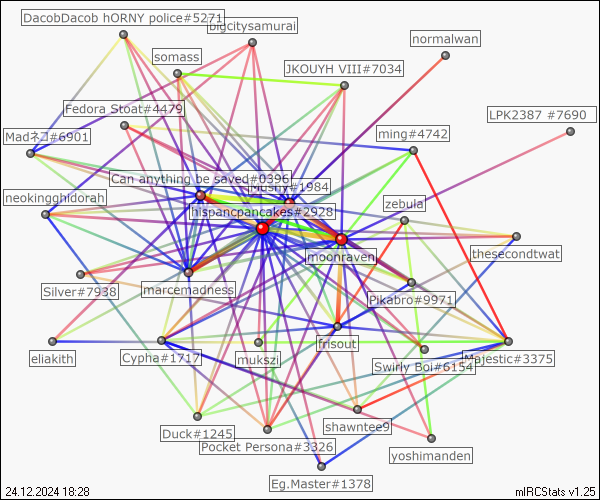 DacobDacob hORNY police#5271
bigcitysamurai
normalwan
somass
JKOUYH VIII#7034
Fedora Stoat#4479
LPK2387 #7690
Madネコ#6901
ming#4742
Can anything be saved#0396
Mushy#1984
neokingghidorah
hispancpancakes#2928
zebula
moonraven
thesecondtwat
Silver#7938
marcemadness
Pikabro#9971
eliakith
Cypha#1717
mukszi
frisout
Swirly Boi#6154
Majestic#3375
Duck#1245
Pocket Persona#3326
shawntee9
yoshimanden
Eg.Master#1378
24.12.2024 18:28
mIRCStats v1.25